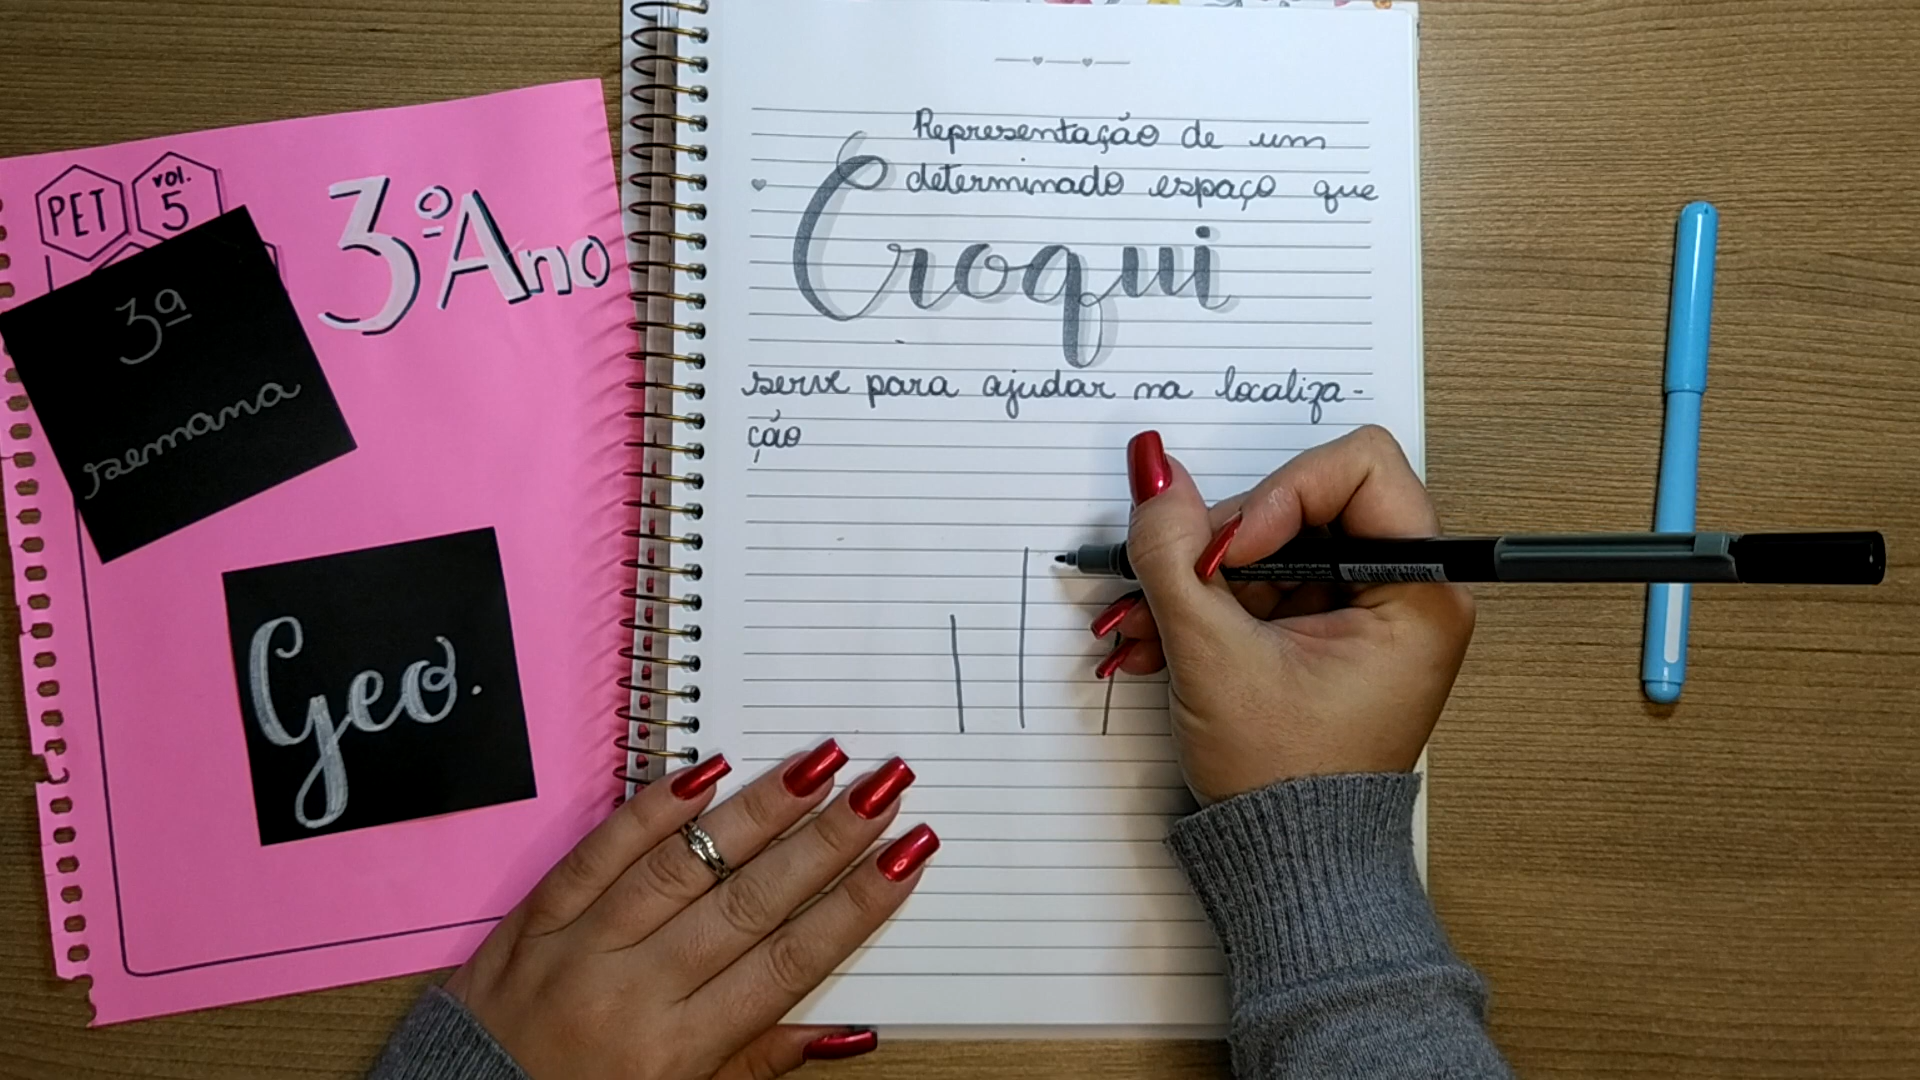 PET
vol.
5
3º Ano
3ª
semana
Geo.
Representação de um
determinado espaço que
Croqui
serve para ajudar na localiza-
ção